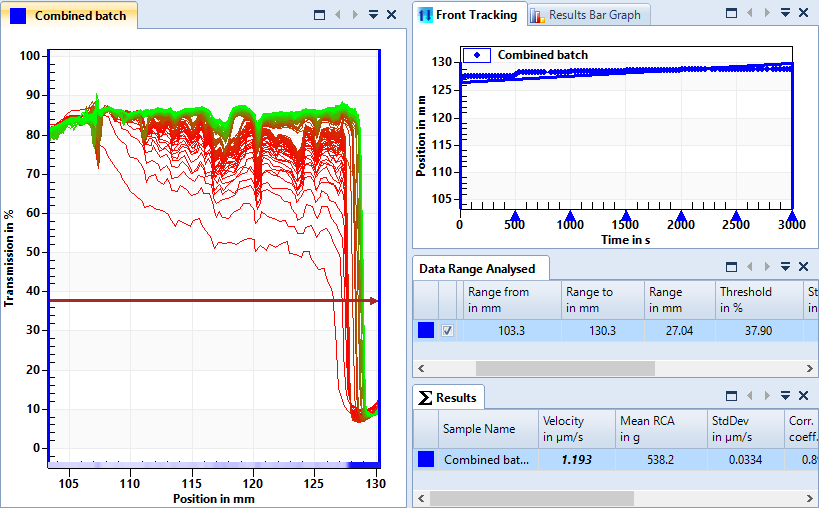 Combined batch
Transmission in %
100
90
80
70
60
50
40
30
20
10
0
105
110
115
120
125
130
Position in mm
Front Tracking
Results Bar Graph
Combined batch
Position in mm
130
125
120
115
110
105
0
500
1000
1500
2000
2500
3000
Time in s
Data Range Analysed
Range from in mm
Range to in mm
Range in mm
Threshold in %
103.3
130.3
27.04
37.90
Results
Sample Name
Velocity in µm/s
Mean RCA in g
StdDev in µm/s
Corr. coeff.
Combined bat...
1.193
538.2
0.0334